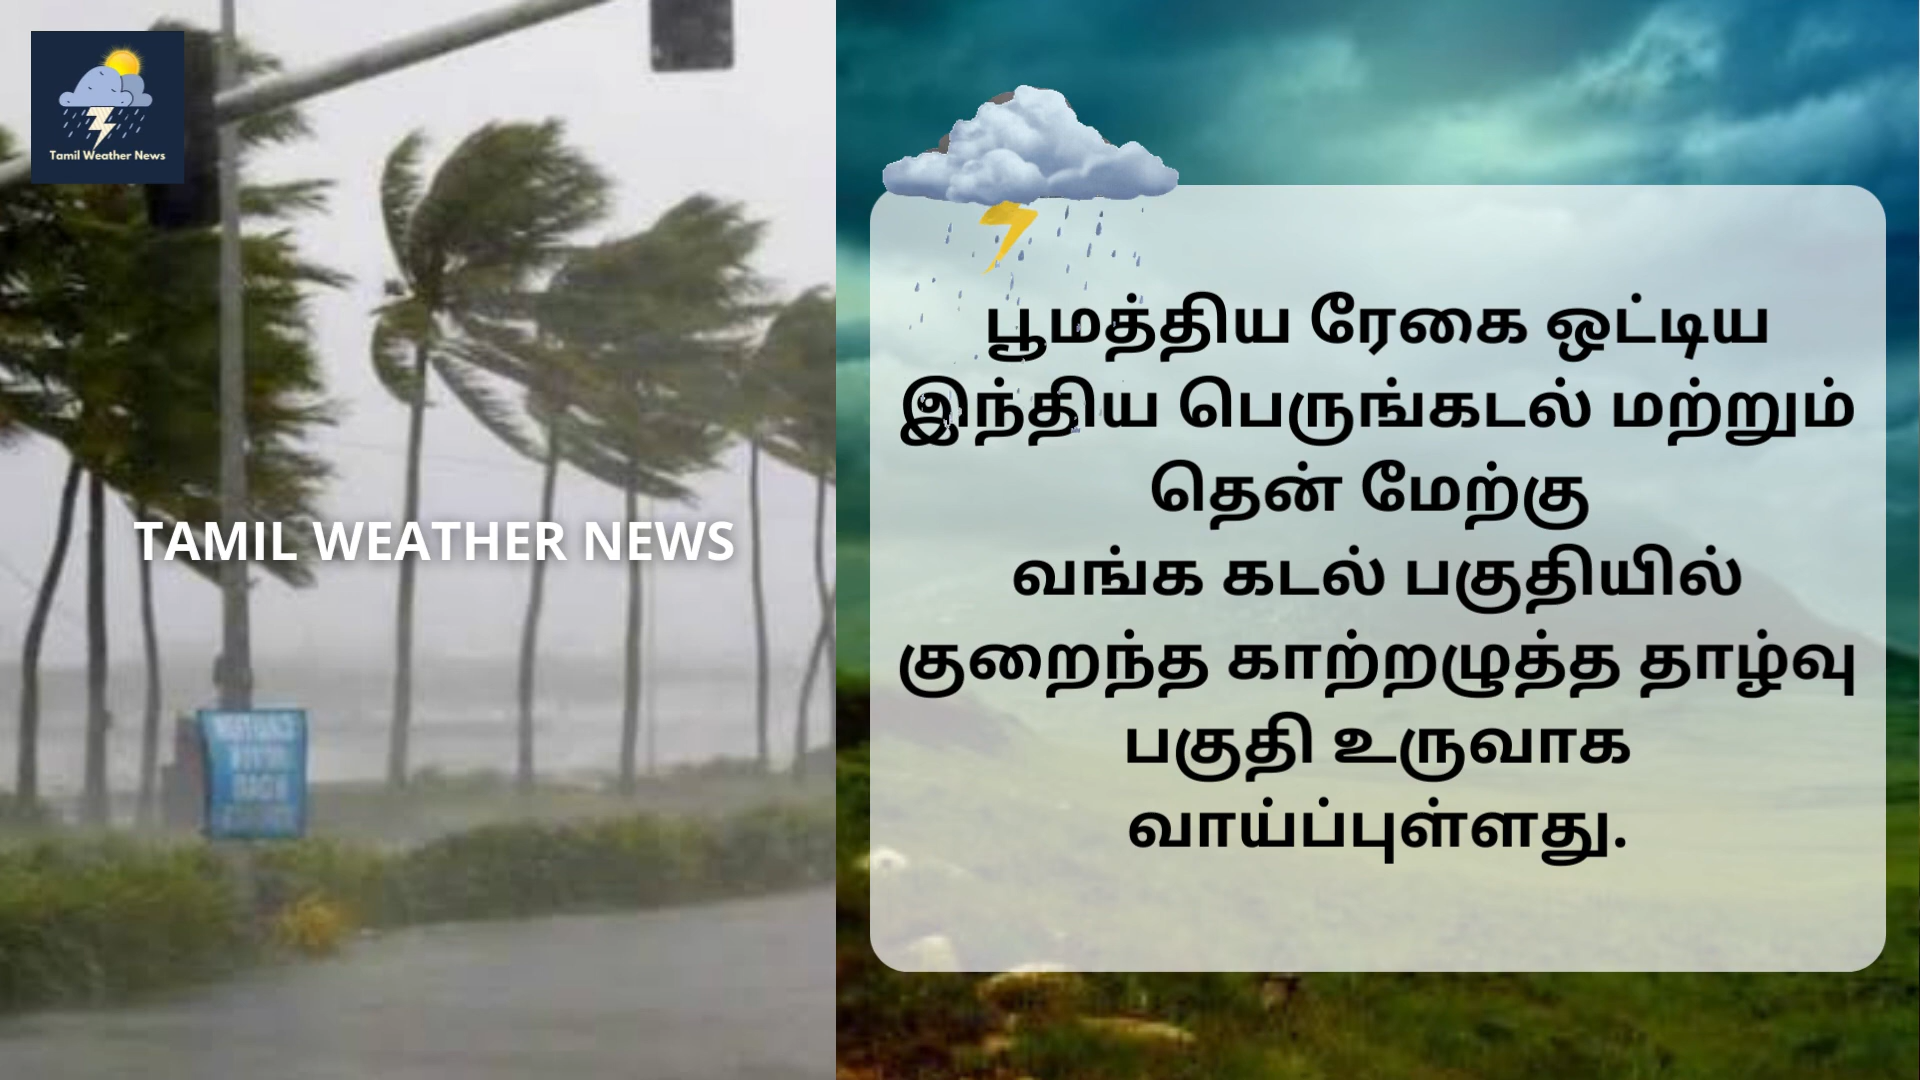 Tamil Weather News
TAMIL WEATHER NEWS
பூமத்திய ரேகை ஒட்டிய
இந்திய பெருங்கடல் மற்றும்
தென் மேற்கு
வங்க கடல் பகுதியில்
குறைந்த காற்றழுத்த தாழ்வு
பகுதி உருவாக
வாய்ப்புள்ளது.